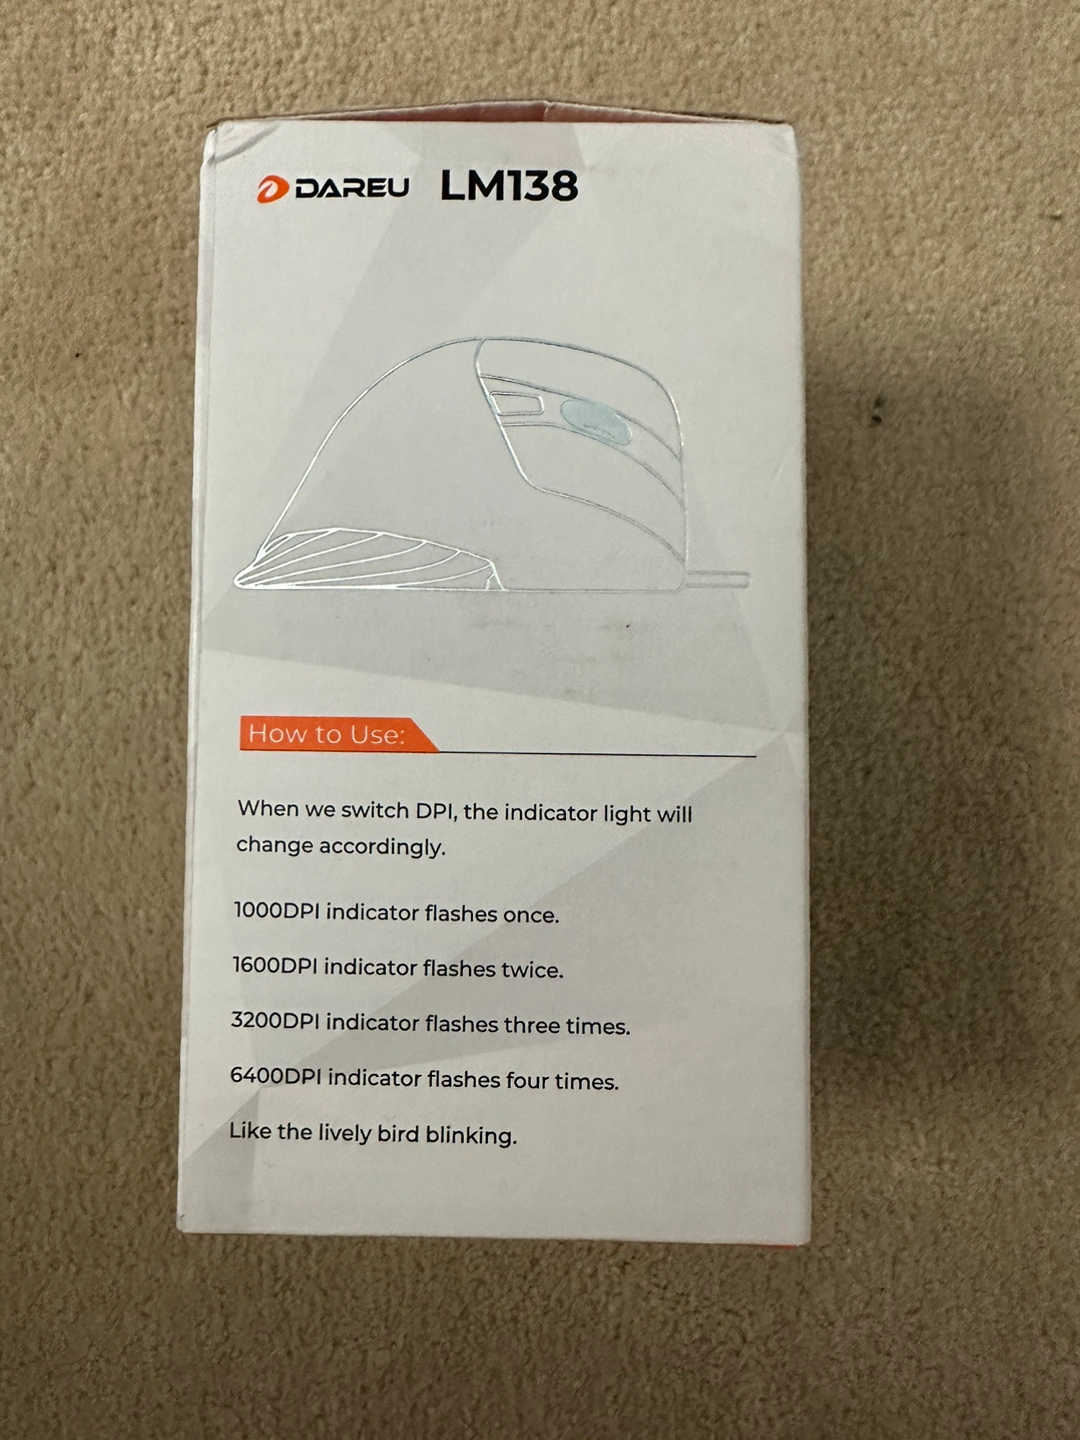 DAREU LM138
How to Use:
When we switch DPI, the indicator light will
change accordingly.
1000DPI indicator flashes once.
1600DPI indicator flashes twice.
3200DPI indicator flashes three times.
6400DPI indicator flashes four times.
Like the lively bird blinking.